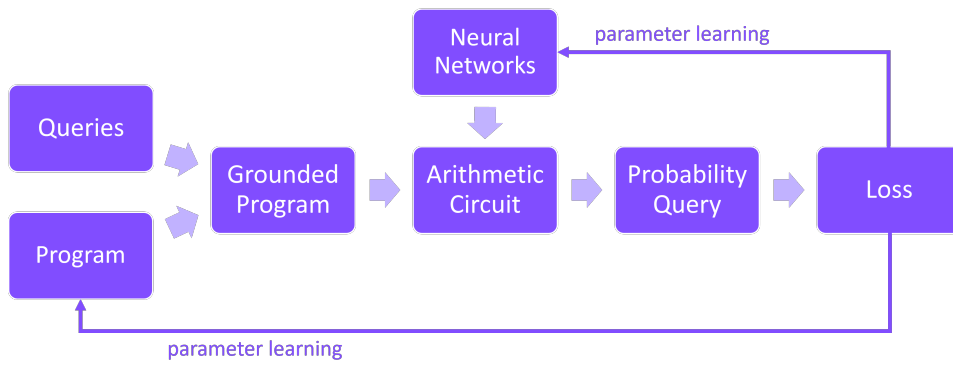 Neural
Networks
parameter learning
Queries
Grounded
Program
Arithmetic
Circuit
Probability
Query
Loss
Program
parameter learning